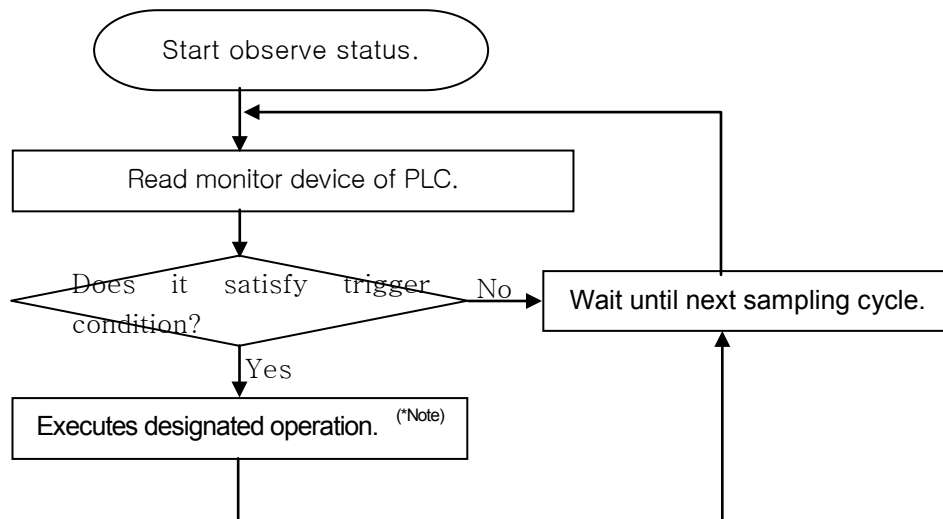 Start observe status.
Read monitor device of PLC.
Does it satisfy trigger
condition?
No
Wait until next sampling cycle.
Yes
Executes designated operation. (*Note)